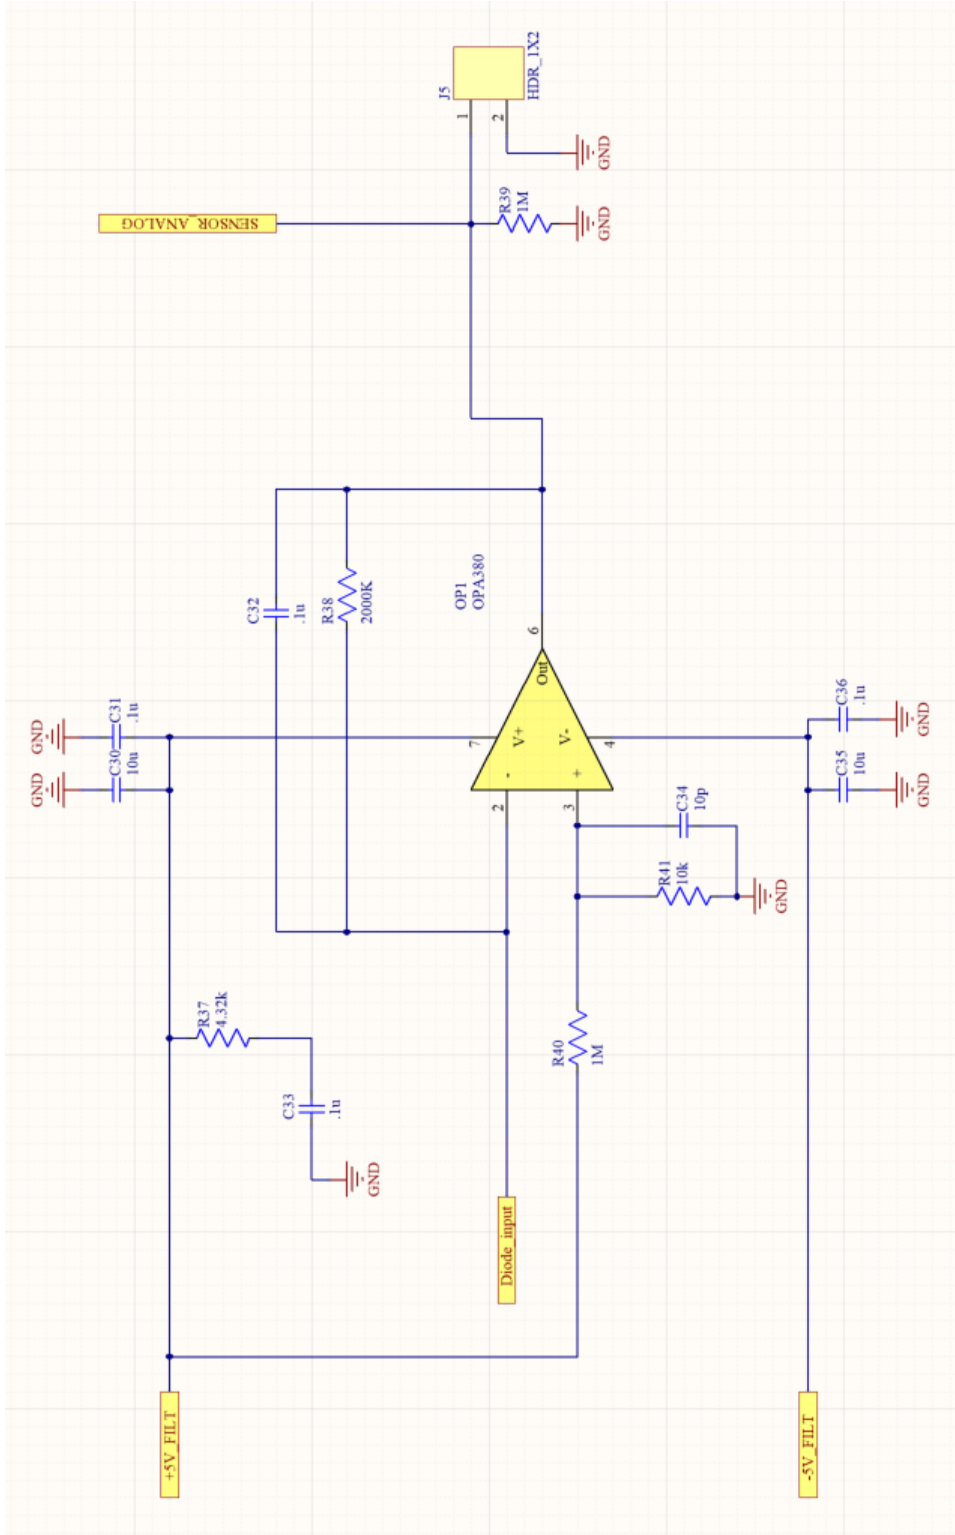 J5
HDR_1X2
1
2
GND
SENSOR_ANALOG
R39
1M
GND
C32
.1u
R38
2000K
OP1
OPA380
6
Out
GND
C31
.1u
GND
C30
10u
7
V+
V-
4
-
+
2
3
C36
.1u
GND
C35
10u
GND
C34
10p
R41
10k
GND
R37
4.32k
C33
.1u
GND
R40
1M
Diode_input
+5V_FILT
-5V_FILT